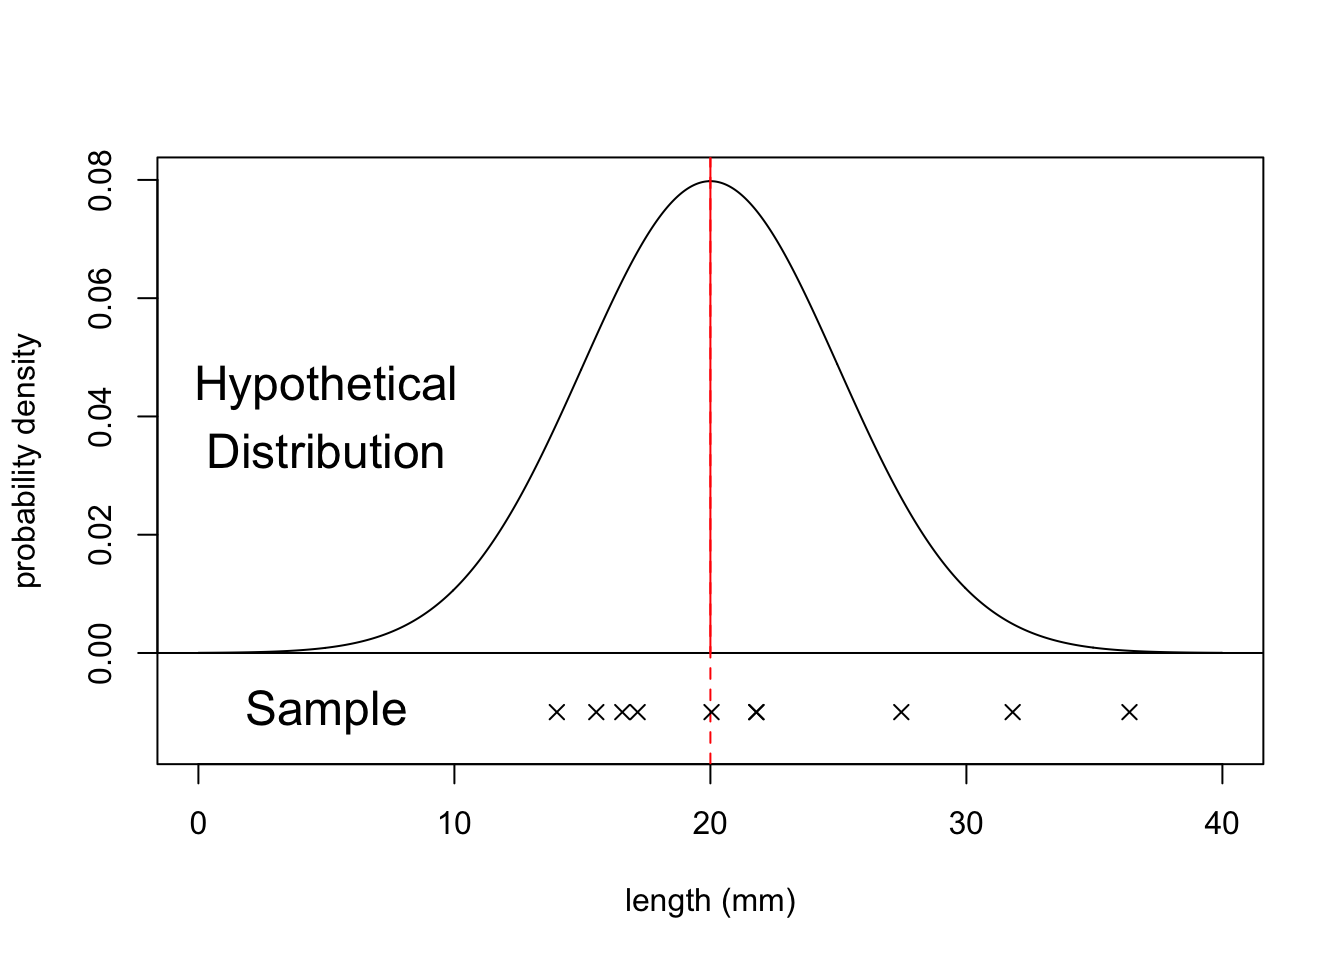 0.08
0.06
0.04
0.02
0.00
probability density
Hypothetical
Distribution
Sample
0 10 20 30 40
length (mm)